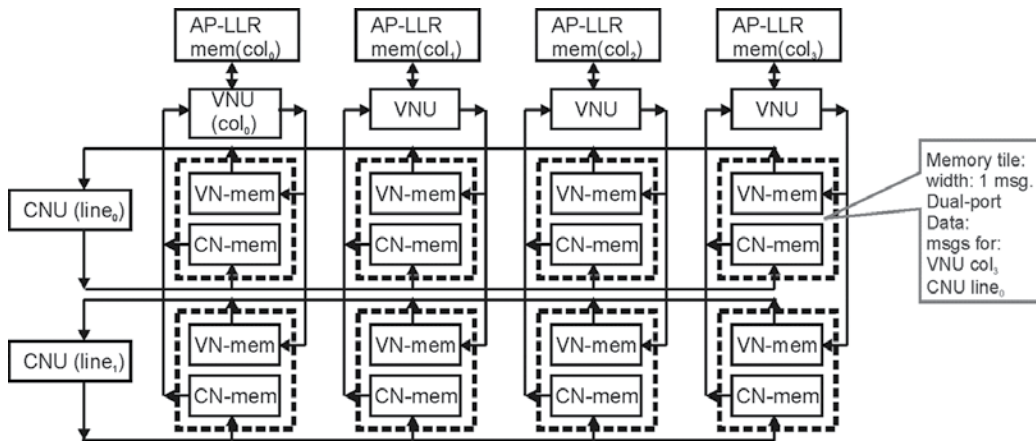 AP-LLR
mem(col₀)
AP-LLR
mem(col₁)
AP-LLR
mem(col₂)
AP-LLR
mem(col₃)
VNU
(col₀)
VNU
VNU
VNU
CNU (line₀)
VN-mem
VN-mem
VN-mem
VN-mem
CN-mem
CN-mem
CN-mem
CN-mem
Memory tile:
width: 1 msg.
Dual-port
Data:
msgs for:
VNU col₃
CNU line₀
CNU (line₁)
VN-mem
VN-mem
VN-mem
VN-mem
CN-mem
CN-mem
CN-mem
CN-mem